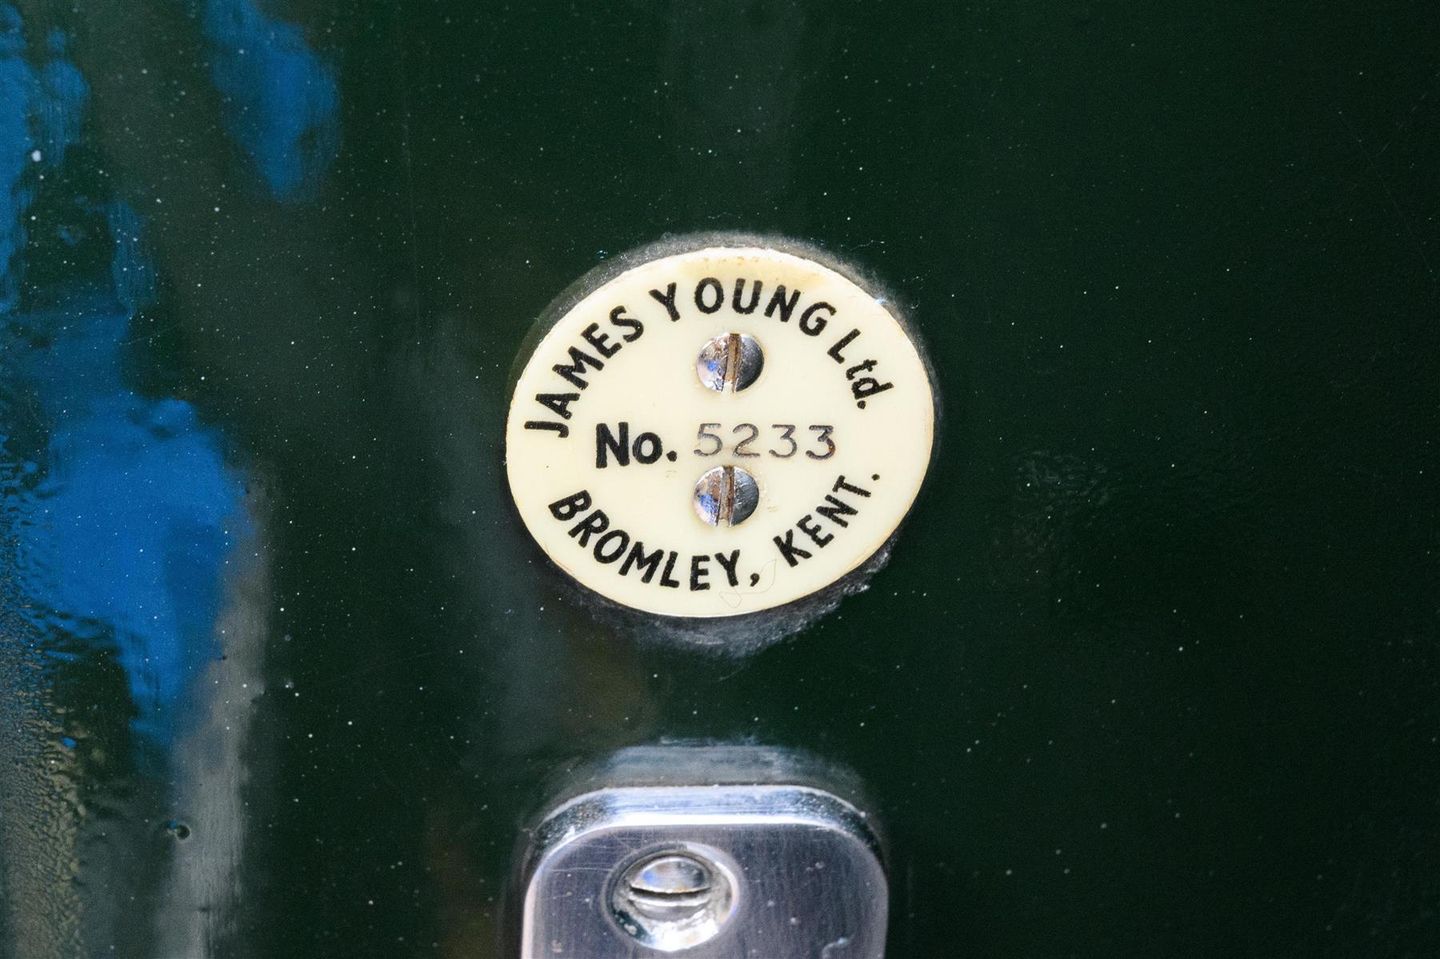 JAMES YOUNG Ltd.
No. 5233
BROMLEY, KENT.